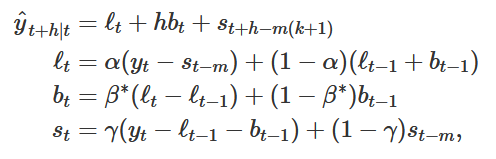 ŷ_{t+h|t} = ℓ_t + hb_t + s_{t+h−m(k+1)}
ℓ_t = α(y_t − s_{t−m}) + (1 − α)(ℓ_{t−1} + b_{t−1})
b_t = β*(ℓ_t − ℓ_{t−1}) + (1 − β*)b_{t−1}
s_t = γ(y_t − ℓ_{t−1} − b_{t−1}) + (1 − γ)s_{t−m},